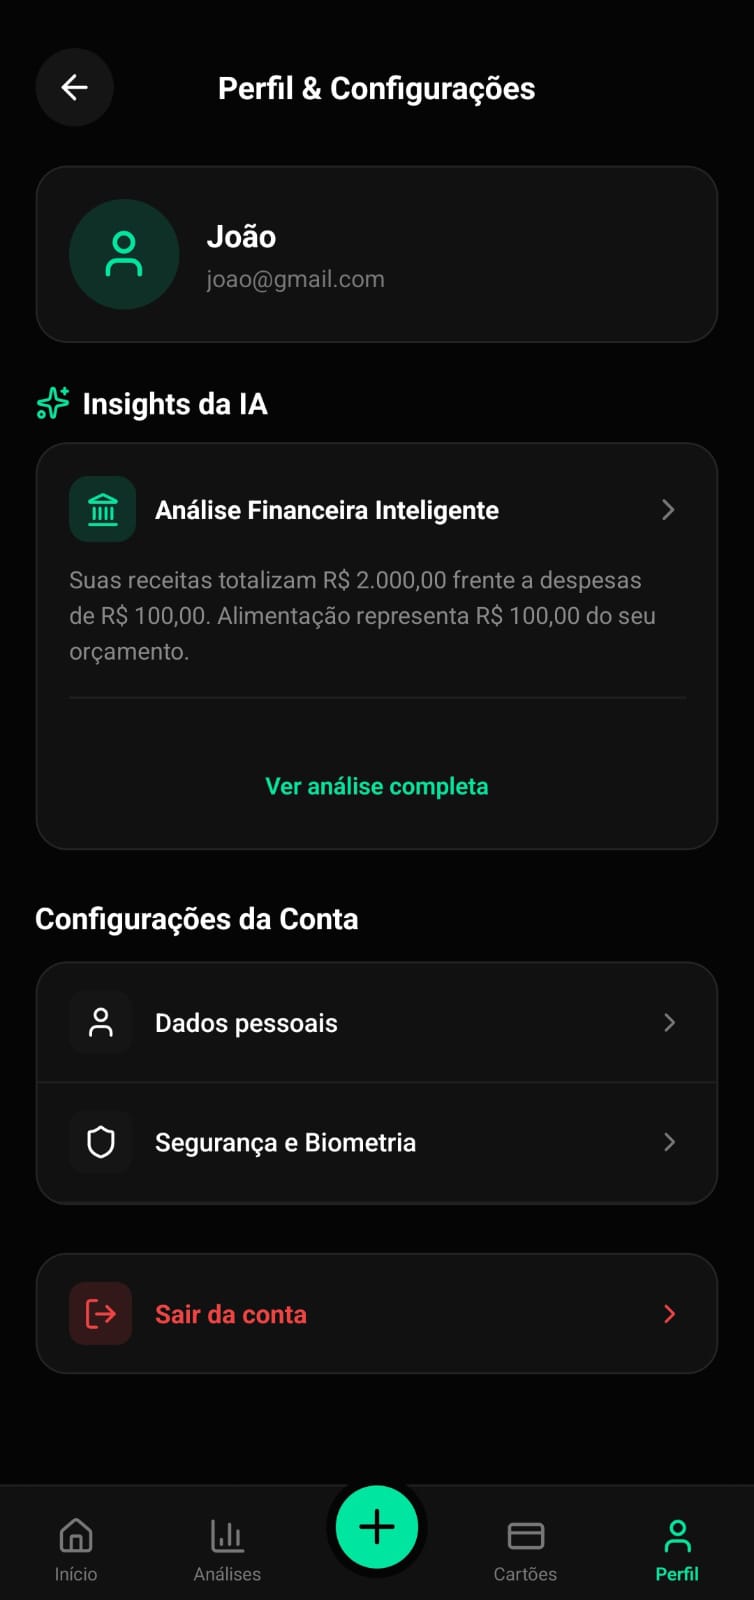 Perfil & Configurações
João
joao@gmail.com
Insights da IA
Análise Financeira Inteligente
Suas receitas totalizam R$ 2.000,00 frente a despesas
de R$ 100,00. Alimentação representa R$ 100,00 do seu
orçamento.
Ver análise completa
Configurações da Conta
Dados pessoais
Segurança e Biometria
Sair da conta
Início
Análises
Cartões
Perfil